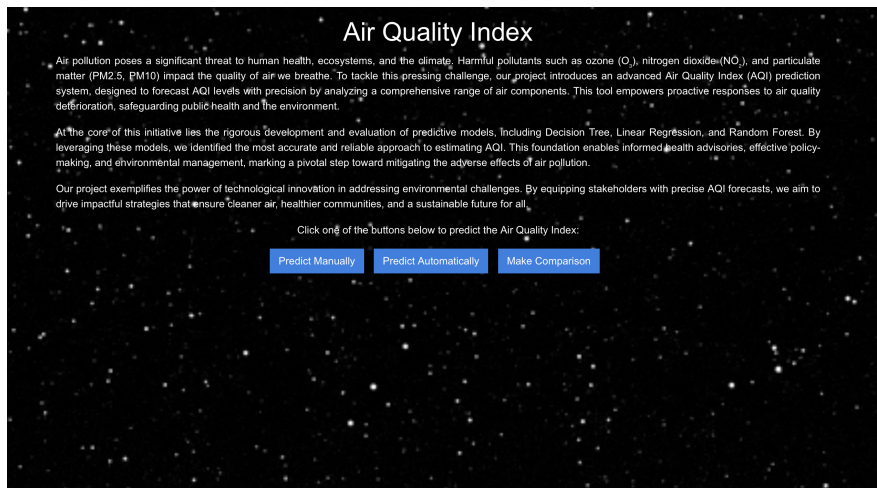 Air Quality Index
Air pollution poses a significant threat to human health, ecosystems, and the climate. Harmful pollutants such as ozone (O₃), nitrogen dioxide (NO₂), and particulate
matter (PM2.5, PM10) impact the quality of air we breathe. To tackle this pressing challenge, our project introduces an advanced Air Quality Index (AQI) prediction
system, designed to forecast AQI levels with precision by analyzing a comprehensive range of air components. This tool empowers proactive responses to air quality
deterioration, safeguarding public health and the environment.
At the core of this initiative lies the rigorous development and evaluation of predictive models, including Decision Tree, Linear Regression, and Random Forest. By
leveraging these models, we identified the most accurate and reliable approach to estimating AQI. This foundation enables informed health advisories, effective policy-
making, and environmental management, marking a pivotal step toward mitigating the adverse effects of air pollution.
Our project exemplifies the power of technological innovation in addressing environmental challenges. By equipping stakeholders with precise AQI forecasts, we aim to
drive impactful strategies that ensure cleaner air, healthier communities, and a sustainable future for all.
Click one of the buttons below to predict the Air Quality Index:
Predict Manually Predict Automatically Make Comparison